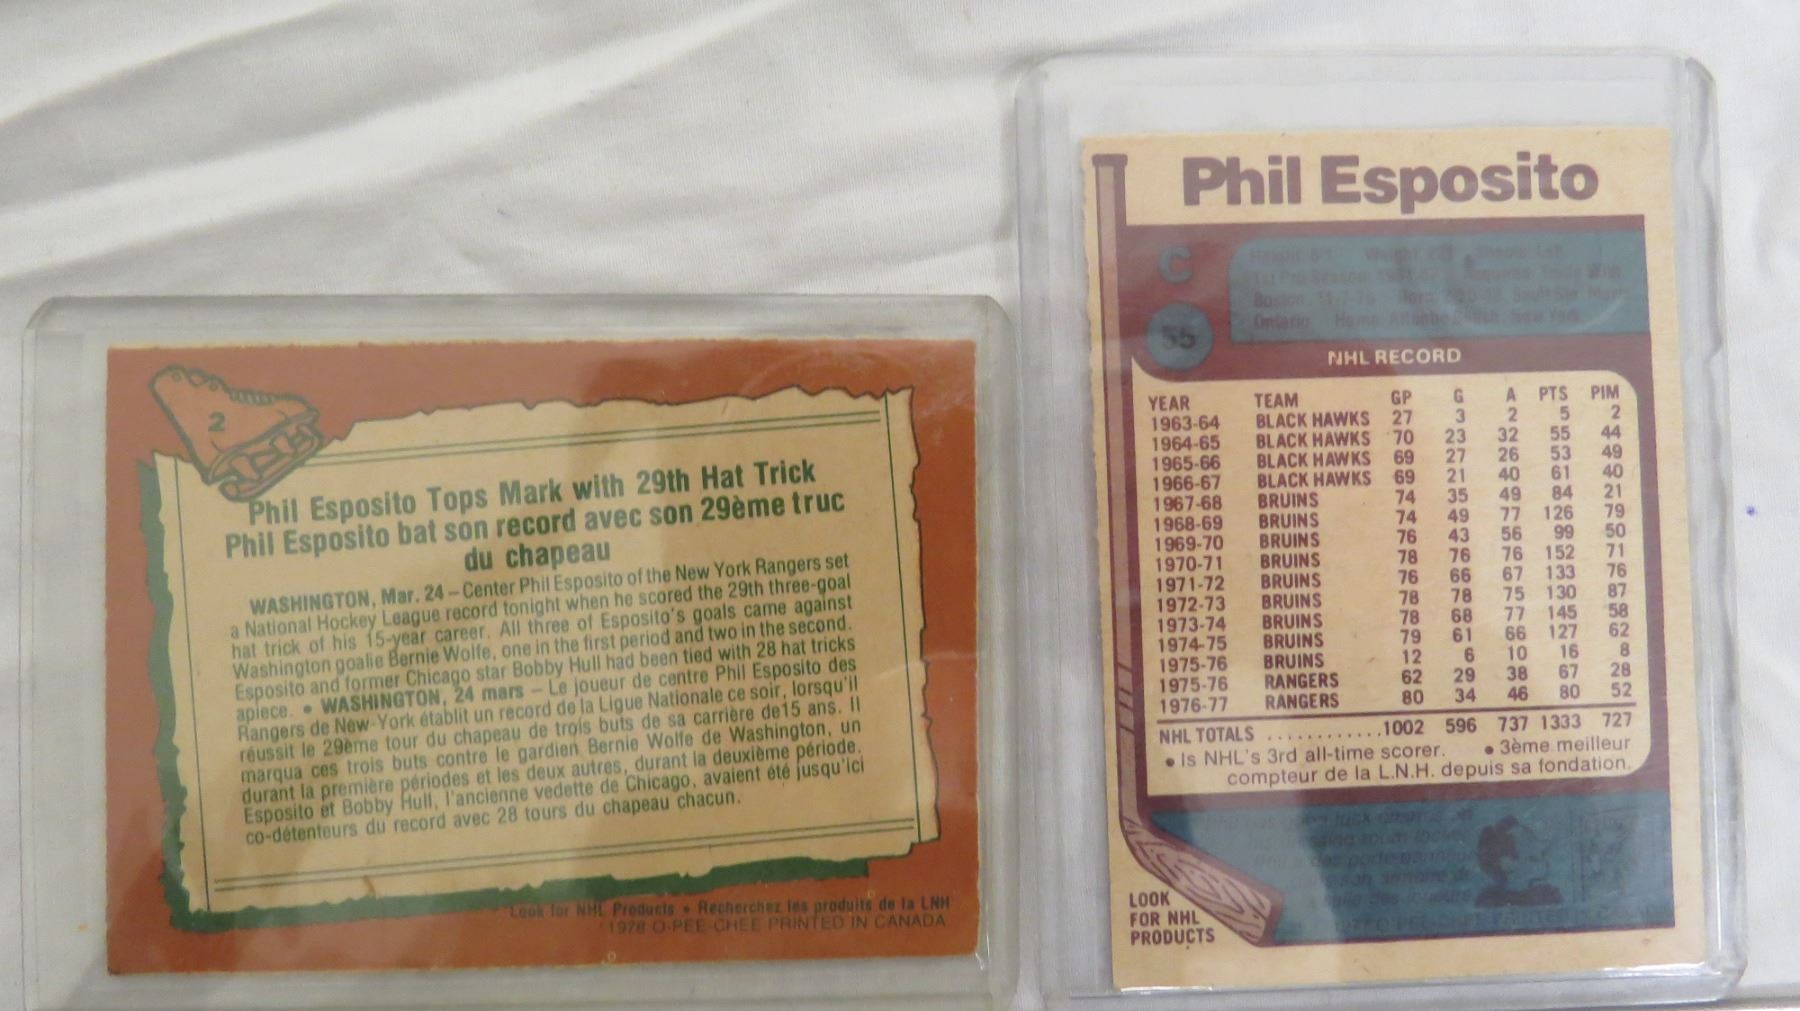 2
Phil Esposito Tops Mark with 29th Hat Trick
Phil Esposito bat son record avec son 29ème truc
du chapeau
WASHINGTON, Mar. 24 – Center Phil Esposito of the New York Rangers set
a National Hockey League record tonight when he scored the 29th three-goal
hat trick of his 15-year career. All three of Esposito's goals came against
Washington goalie Bernie Wolfe, one in the first period and two in the second.
Esposito and former Chicago star Bobby Hull had been tied with 28 hat tricks
apiece. • WASHINGTON, 24 mars – Le joueur de centre Phil Esposito des
Rangers de New-York établit un record de la Ligue Nationale ce soir, lorsqu'il
réussit le 29ème tour du chapeau de trois buts de sa carrière de15 ans. Il
marqua ces trois buts contre le gardien Bernie Wolfe de Washington, un
durant la première périodes et les deux autres, durant la deuxième période.
Esposito et Bobby Hull, l'ancienne vedette de Chicago, avaient été jusqu'ici
co-détenteurs du record avec 28 tours du chapeau chacun.
Look for NHL Products • Recherchez les produits de la LNH
1978 O-PEE-CHEE PRINTED IN CANADA
Phil Esposito
C
55
NHL RECORD
YEAR TEAM GP G A PTS PIM
1963-64 BLACK HAWKS 27 3 2 5 2
1964-65 BLACK HAWKS 70 23 32 55 44
1965-66 BLACK HAWKS 69 27 26 53 49
1966-67 BLACK HAWKS 69 21 40 61 40
1967-68 BRUINS 74 35 49 84 21
1968-69 BRUINS 74 49 77 126 79
1969-70 BRUINS 76 43 56 99 50
1970-71 BRUINS 78 76 76 152 71
1971-72 BRUINS 76 66 67 133 76
1972-73 BRUINS 78 78 75 130 87
1973-74 BRUINS 78 68 77 145 58
1974-75 BRUINS 79 61 66 127 62
1975-76 BRUINS 12 6 10 16 8
1975-76 RANGERS 62 29 38 67 28
1976-77 RANGERS 80 34 46 80 52
NHL TOTALS ............1002 596 737 1333 727
• Is NHL's 3rd all-time scorer. • 3ème meilleur
compteur de la L.N.H. depuis sa fondation.
LOOK
FOR NHL
PRODUCTS